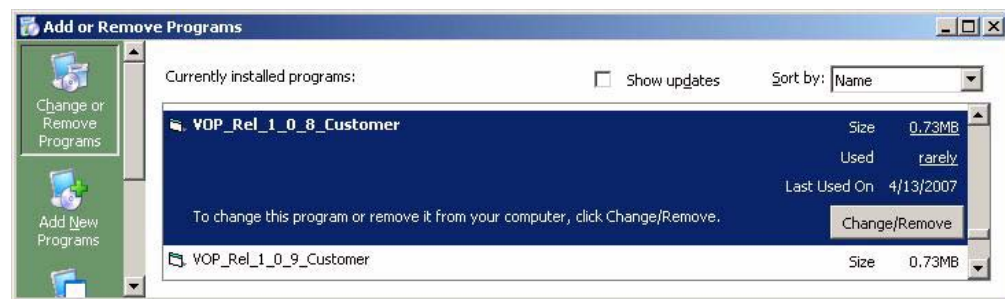 Add or Remove Programs
Change or
Remove
Programs
Add New
Programs
Currently installed programs:
Show updates
Sort by: Name
VOP_Rel_1_0_8_Customer
Size 0.73MB
Used rarely
Last Used On 4/13/2007
To change this program or remove it from your computer, click Change/Remove.
Change/Remove
VOP_Rel_1_0_9_Customer
Size 0.73MB